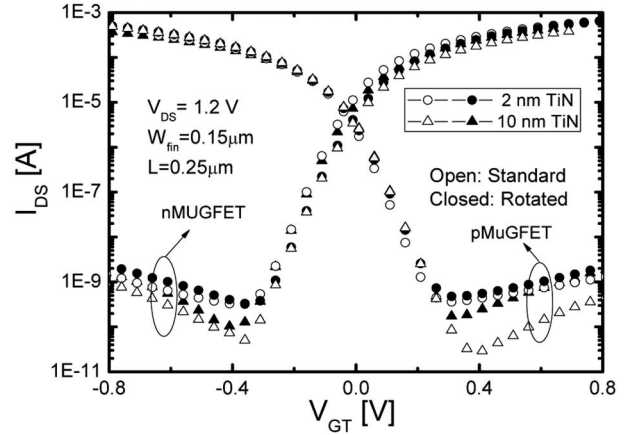 1E-3
1E-5
1E-7
1E-9
1E-11
I_DS [A]
V_DS= 1.2 V
W_fin=0.15μm
L=0.25μm
nMUGFET
2 nm TiN
10 nm TiN
Open: Standard
Closed: Rotated
pMuGFET
-0.8 -0.4 0.0 0.4 0.8
V_GT [V]